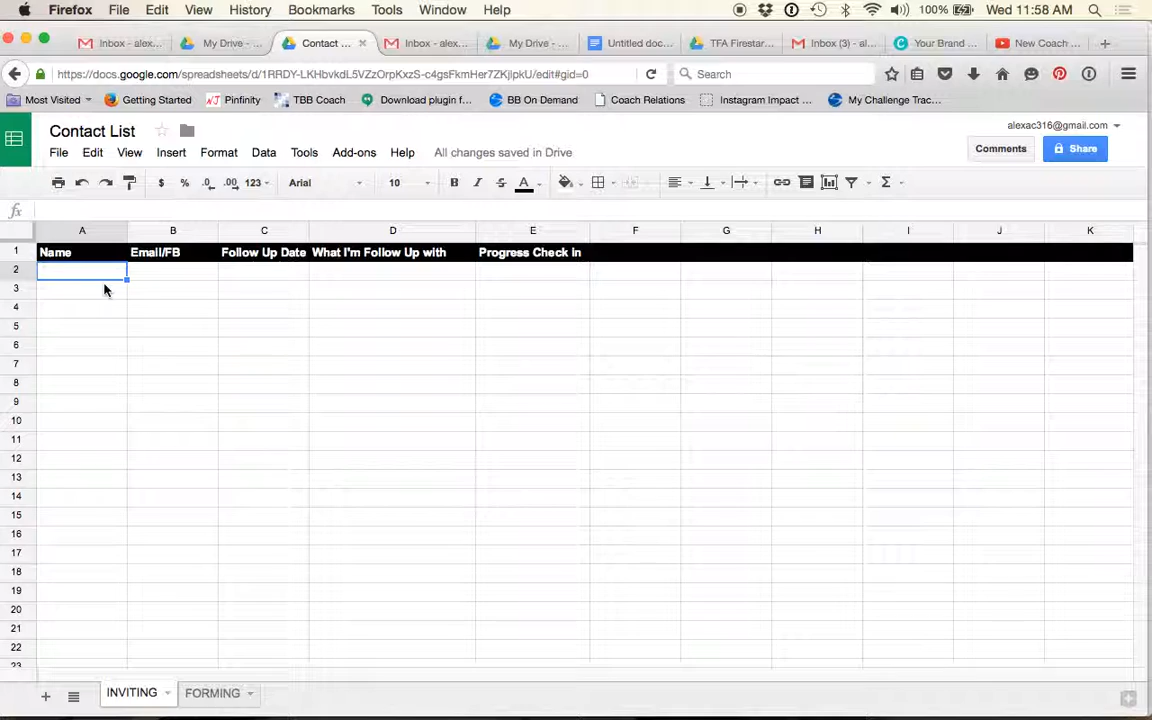 Firefox File Edit View History Bookmarks Tools Window Help 100% Wed 11:58 AM
Inbox - alex... My Drive - ... Contact ... Inbox - alex... My Drive - ... Untitled doc... TFA Firestar... Inbox (3) - a... Your Brand ... New Coach ...
https://docs.google.com/spreadsheets/d/1RRDY-LKHbvkdL5VZzOrpKxzS-c4gsFkmHer7ZKjlpkU/edit#gid=0 Search
Most Visited Getting Started Pinfinity TBB Coach Download plugin f... BB On Demand Coach Relations Instagram Impact ... My Challenge Trac...
Contact List alexac316@gmail.com
File Edit View Insert Format Data Tools Add-ons Help All changes saved in Drive Comments Share
$ % .0 .00 123 Arial 10 B I S A Σ
fx
A B C D E F G H I J K
1 Name Email/FB Follow Up Date What I'm Follow Up with Progress Check in
2
3
4
5
6
7
8
9
10
11
12
13
14
15
16
17
18
19
20
21
22
23
+ INVITING FORMING